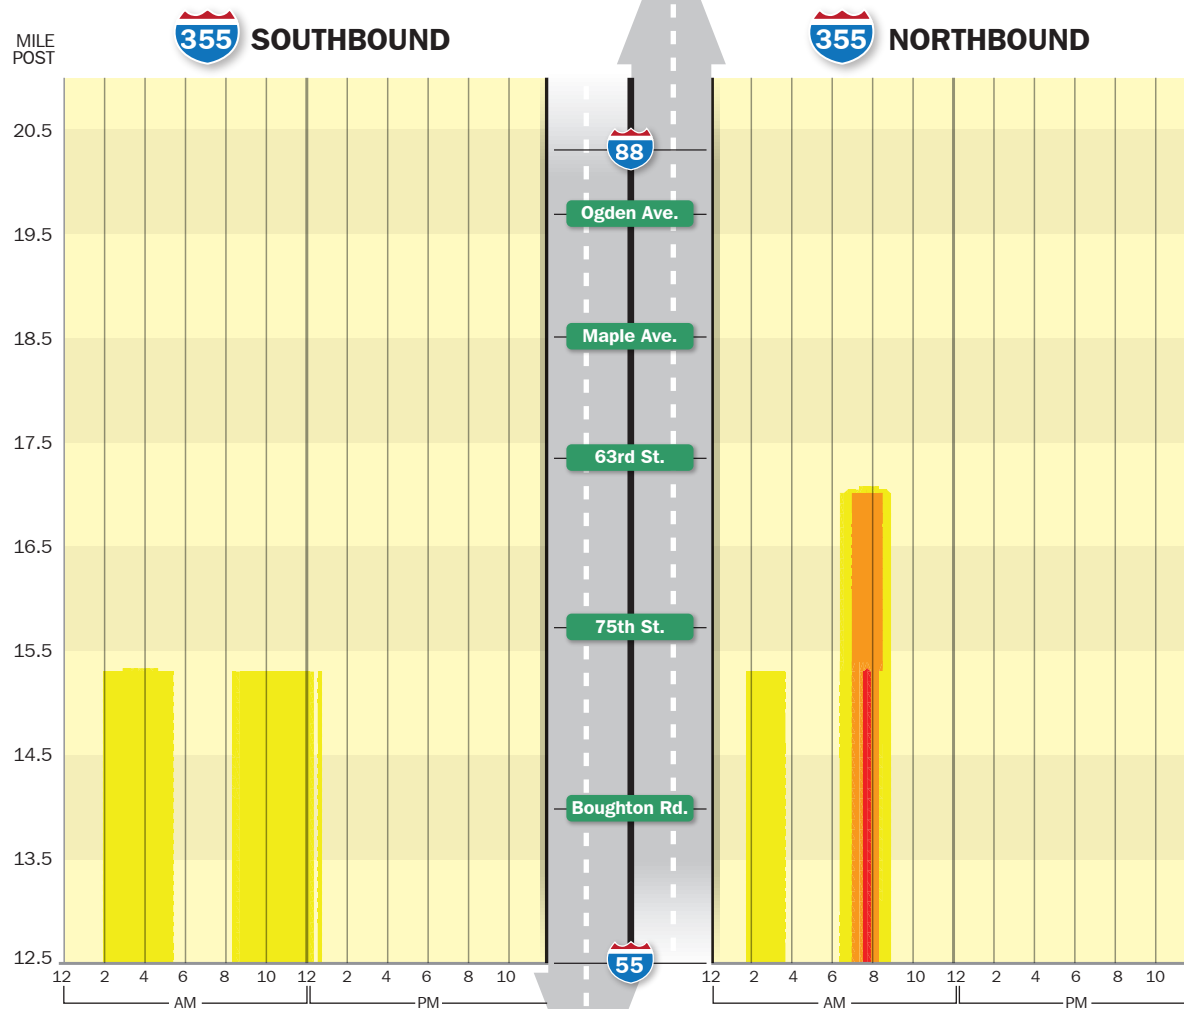 MILE
POST
355 SOUTHBOUND
355 NORTHBOUND
20.5
88
Ogden Ave.
19.5
18.5
Maple Ave.
17.5
63rd St.
16.5
15.5
75th St.
14.5
Boughton Rd.
13.5
12.5
55
12 2 4 6 8 10 12 2 4 6 8 10
12 2 4 6 8 10 12 2 4 6 8 10
AM PM
AM PM